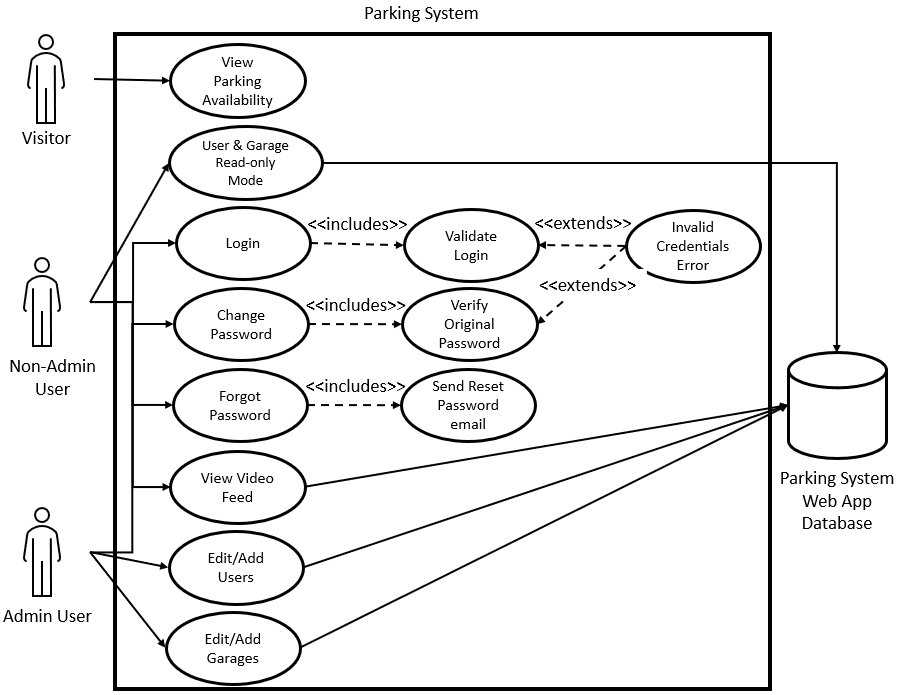 Parking System
View
Parking
Availability
Visitor
User & Garage
Read-only
Mode
<<includes>>
<<extends>>
Login
Validate
Login
Invalid
Credentials
Error
<<extends>>
Non-Admin
User
Change
Password
<<includes>>
Verify
Original
Password
Forgot
Password
<<includes>>
Send Reset
Password
email
View Video
Feed
Parking System
Web App
Database
Edit/Add
Users
Admin User
Edit/Add
Garages